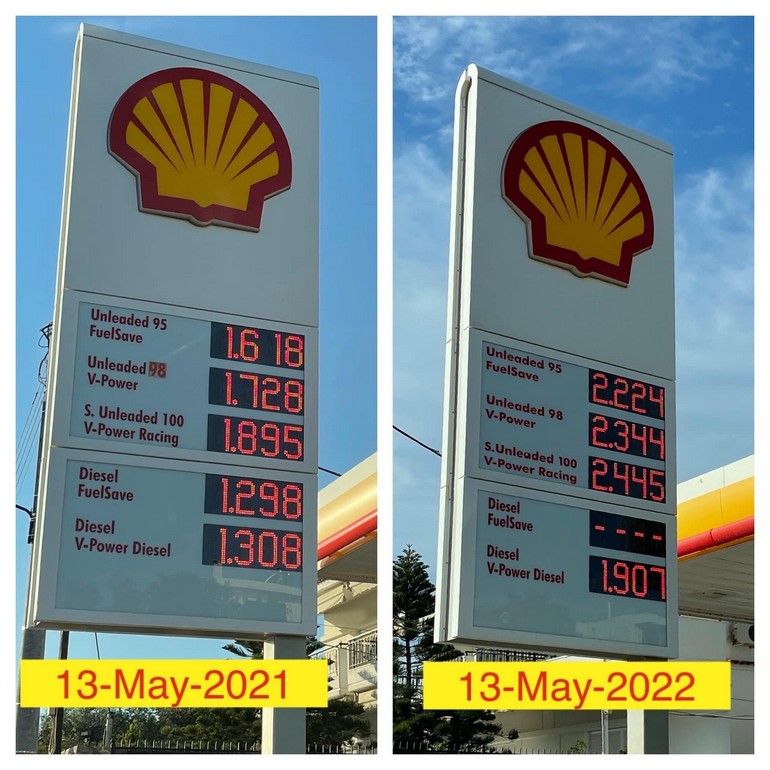 Unleaded 95
FuelSave
1.618
Unleaded 98
V-Power
1.728
S. Unleaded 100
V-Power Racing
1.895
Diesel
FuelSave
1.298
Diesel
V-Power Diesel
1.308
13-May-2021
Unleaded 95
FuelSave
2.224
Unleaded 98
V-Power
2.344
S.Unleaded 100
V-Power Racing
2.445
Diesel
FuelSave
- - - -
Diesel
V-Power Diesel
1.907
13-May-2022